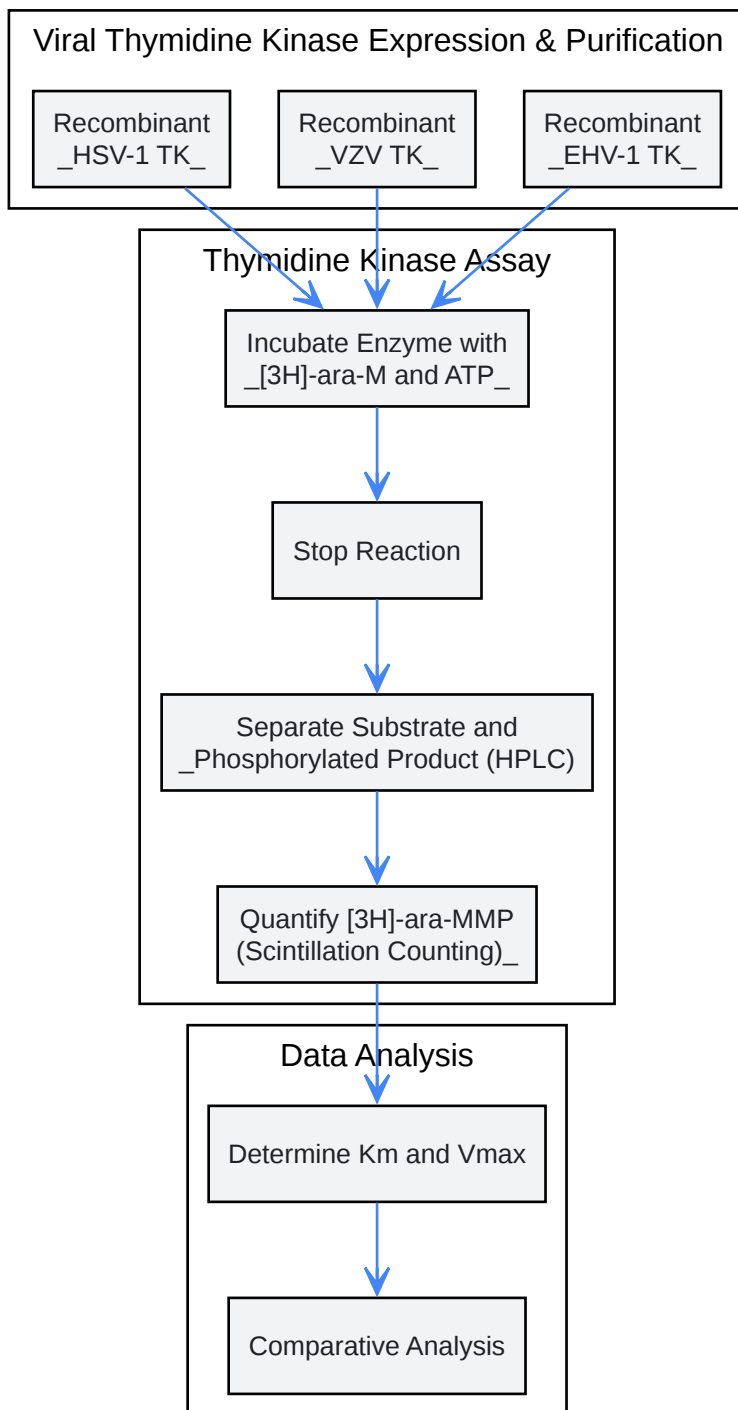 Viral Thymidine Kinase Expression & Purification
Recombinant
_HSV-1 TK_
Recombinant
_VZV TK_
Recombinant
_EHV-1 TK_
Thymidine Kinase Assay
Incubate Enzyme with
_[3H]-ara-M and ATP_
Stop Reaction
Separate Substrate and
_Phosphorylated Product (HPLC)
Quantify [3H]-ara-MMP
(Scintillation Counting)_
Data Analysis
Determine Km and Vmax
Comparative Analysis